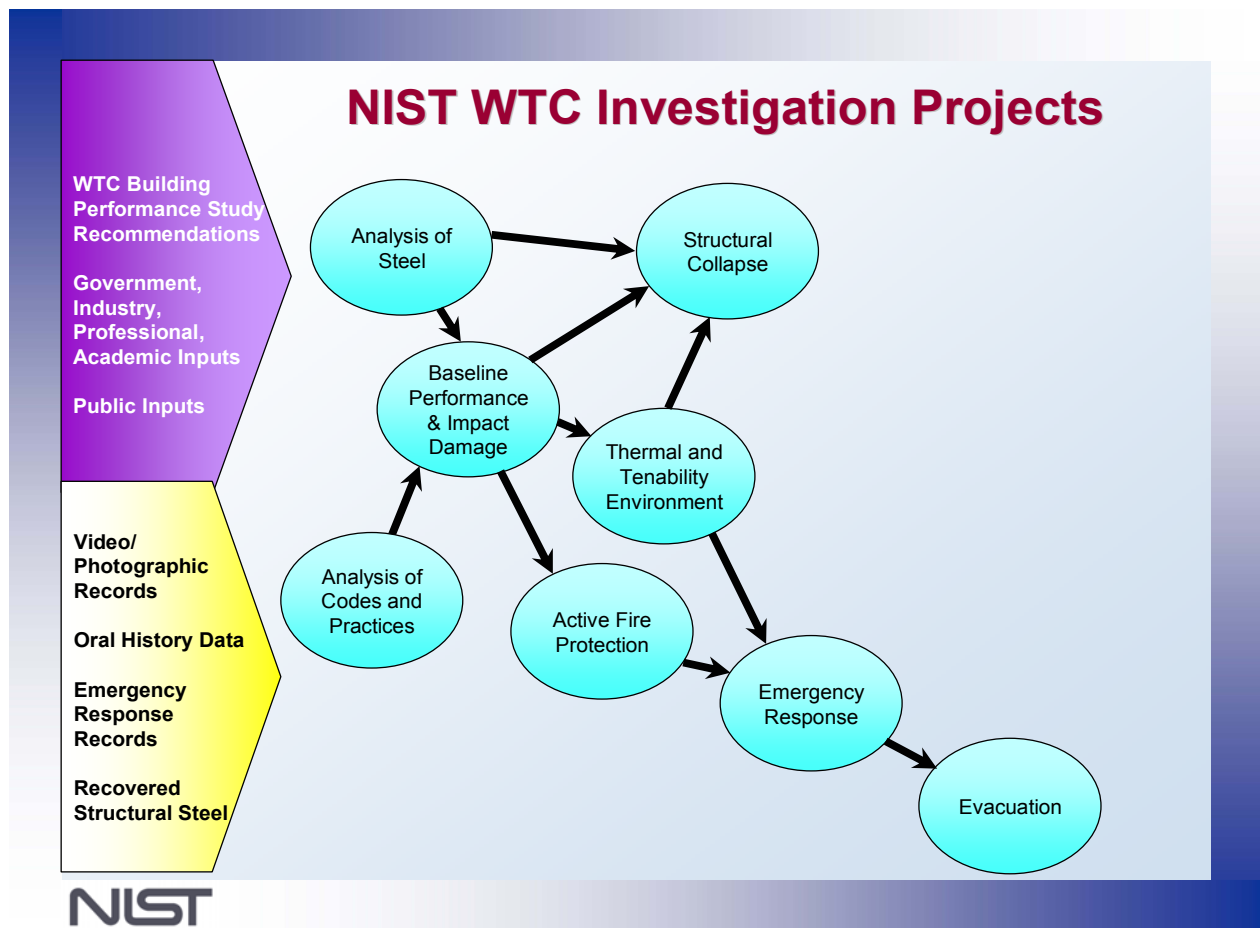 NIST WTC Investigation Projects
WTC Building
Performance Study
Recommendations
Government,
Industry,
Professional,
Academic Inputs
Public Inputs
Video/
Photographic
Records
Oral History Data
Emergency
Response
Records
Recovered
Structural Steel
Analysis of
Steel
Structural
Collapse
Baseline
Performance
& Impact
Damage
Thermal and
Tenability
Environment
Analysis of
Codes and
Practices
Active Fire
Protection
Emergency
Response
Evacuation
NIST